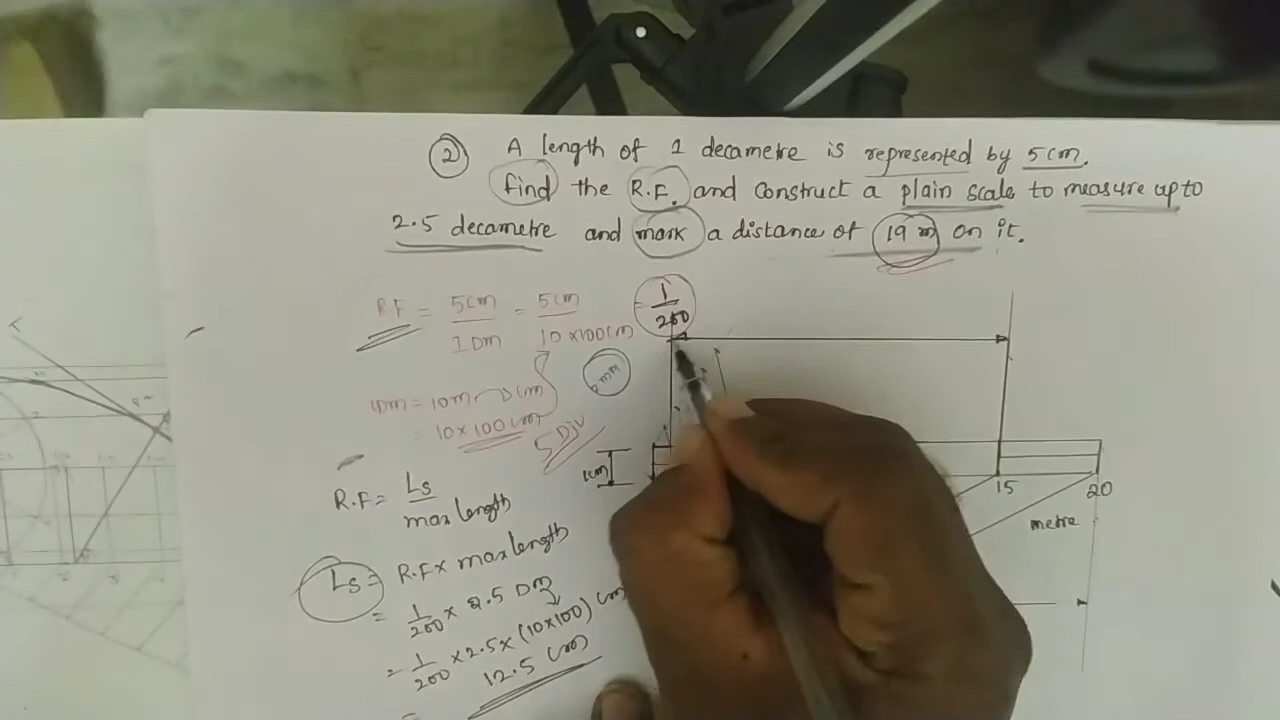 ② A length of 1 decametre is represented by 5cm.
find the R.F. and construct a plain scale to measure upto
2.5 decametre and mark a distance of 19 m on it.
RF = 5cm / 1 Dm = 5cm / 10 x 100cm = 1/200
1Dm = 10m → cm
= 10 x 100cm
5 Div
1cm
R.F = Ls / max length
Ls = R.F x max length
= 1/200 x 2.5 Dm
= 1/200 x 2.5 x (10 x 100) cm
= 12.5 cm
15
20
metre